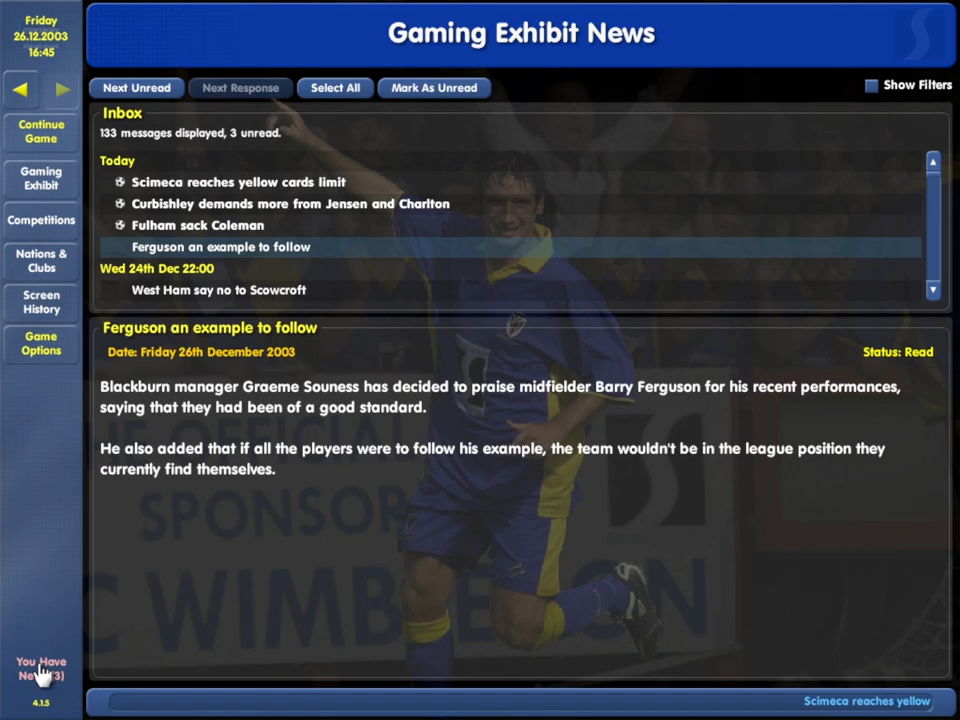 Friday
26.12.2003
16:45
Continue
Game
Gaming
Exhibit
Competitions
Nations &
Clubs
Screen
History
Game
Options
You Have
4.1.5
Gaming Exhibit News
Next Unread
Next Response
Select All
Mark As Unread
Show Filters
Inbox
133 messages displayed, 3 unread.
Today
Scimeca reaches yellow cards limit
Curbishley demands more from Jensen and Charlton
Fulham sack Coleman
Ferguson an example to follow
Wed 24th Dec 22:00
West Ham say no to Scowcroft
Ferguson an example to follow
Date: Friday 26th December 2003
Status: Read
Blackburn manager Graeme Souness has decided to praise midfielder Barry Ferguson for his recent performances,
saying that they had been of a good standard.
He also added that if all the players were to follow his example, the team wouldn't be in the league position they
currently find themselves.
OFFICIAL
SPONSOR
Scimeca reaches yellow